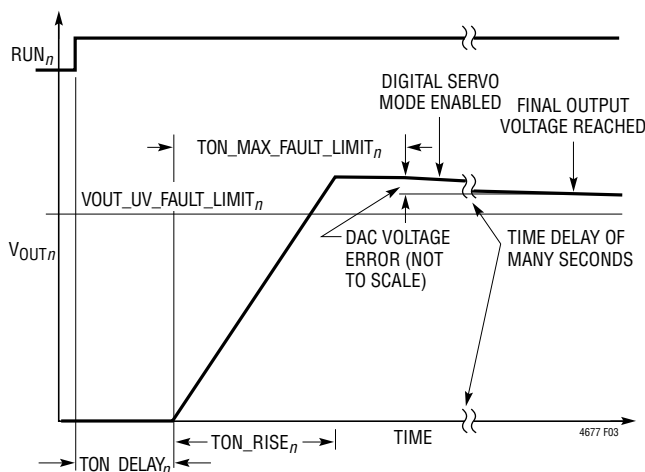 RUNn
DIGITAL SERVO
MODE ENABLED
FINAL OUTPUT
VOLTAGE REACHED
TON_MAX_FAULT_LIMITn
VOUT_UV_FAULT_LIMITn
VOUTn
DAC VOLTAGE
ERROR (NOT
TO SCALE)
TIME DELAY OF
MANY SECONDS
TON_RISEn
TIME
4677 F03
TON_DELAYn